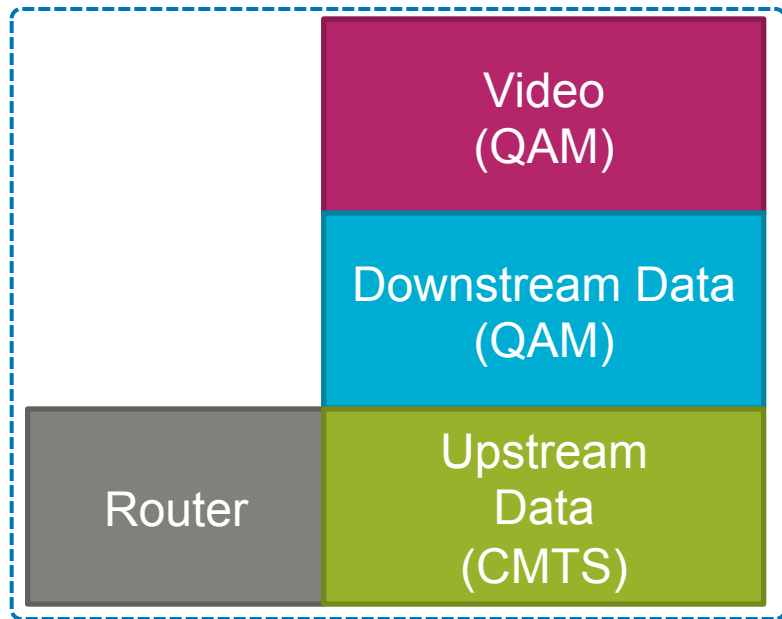 Video
(QAM)
Downstream Data
(QAM)
Router
Upstream
Data
(CMTS)